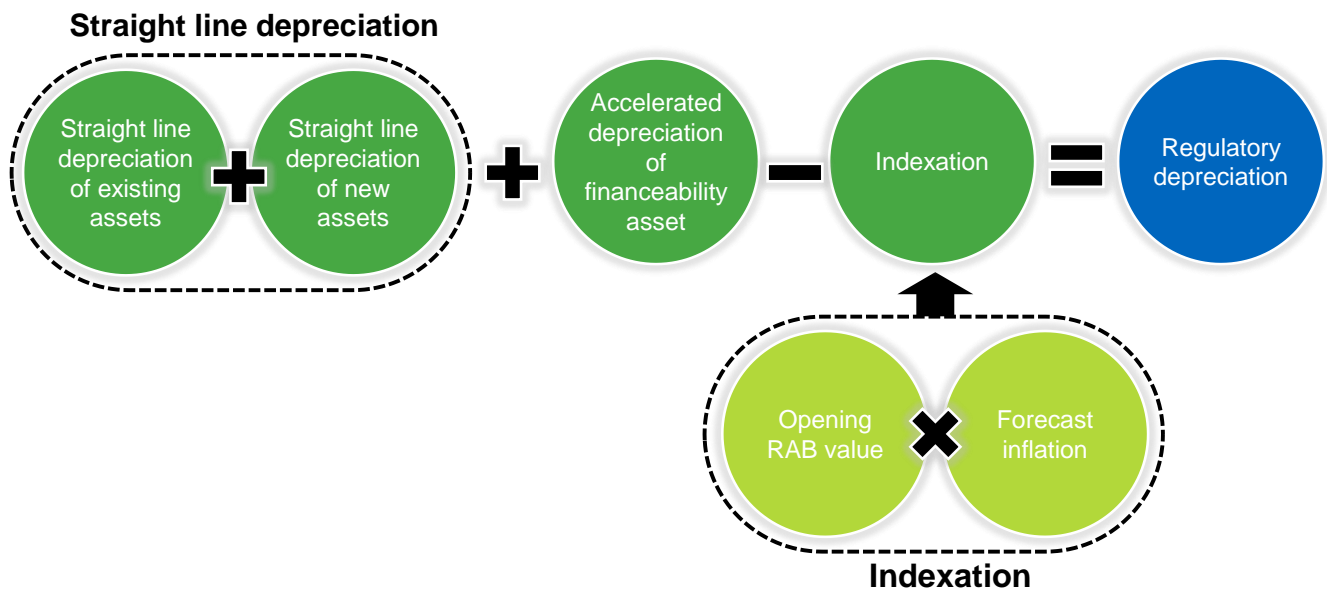 Straight line depreciation
Straight line
depreciation
of existing
assets
Straight line
depreciation
of new
assets
Accelerated
depreciation
of
financeability
asset
Indexation
Regulatory
depreciation
Opening
RAB value
Forecast
inflation
Indexation